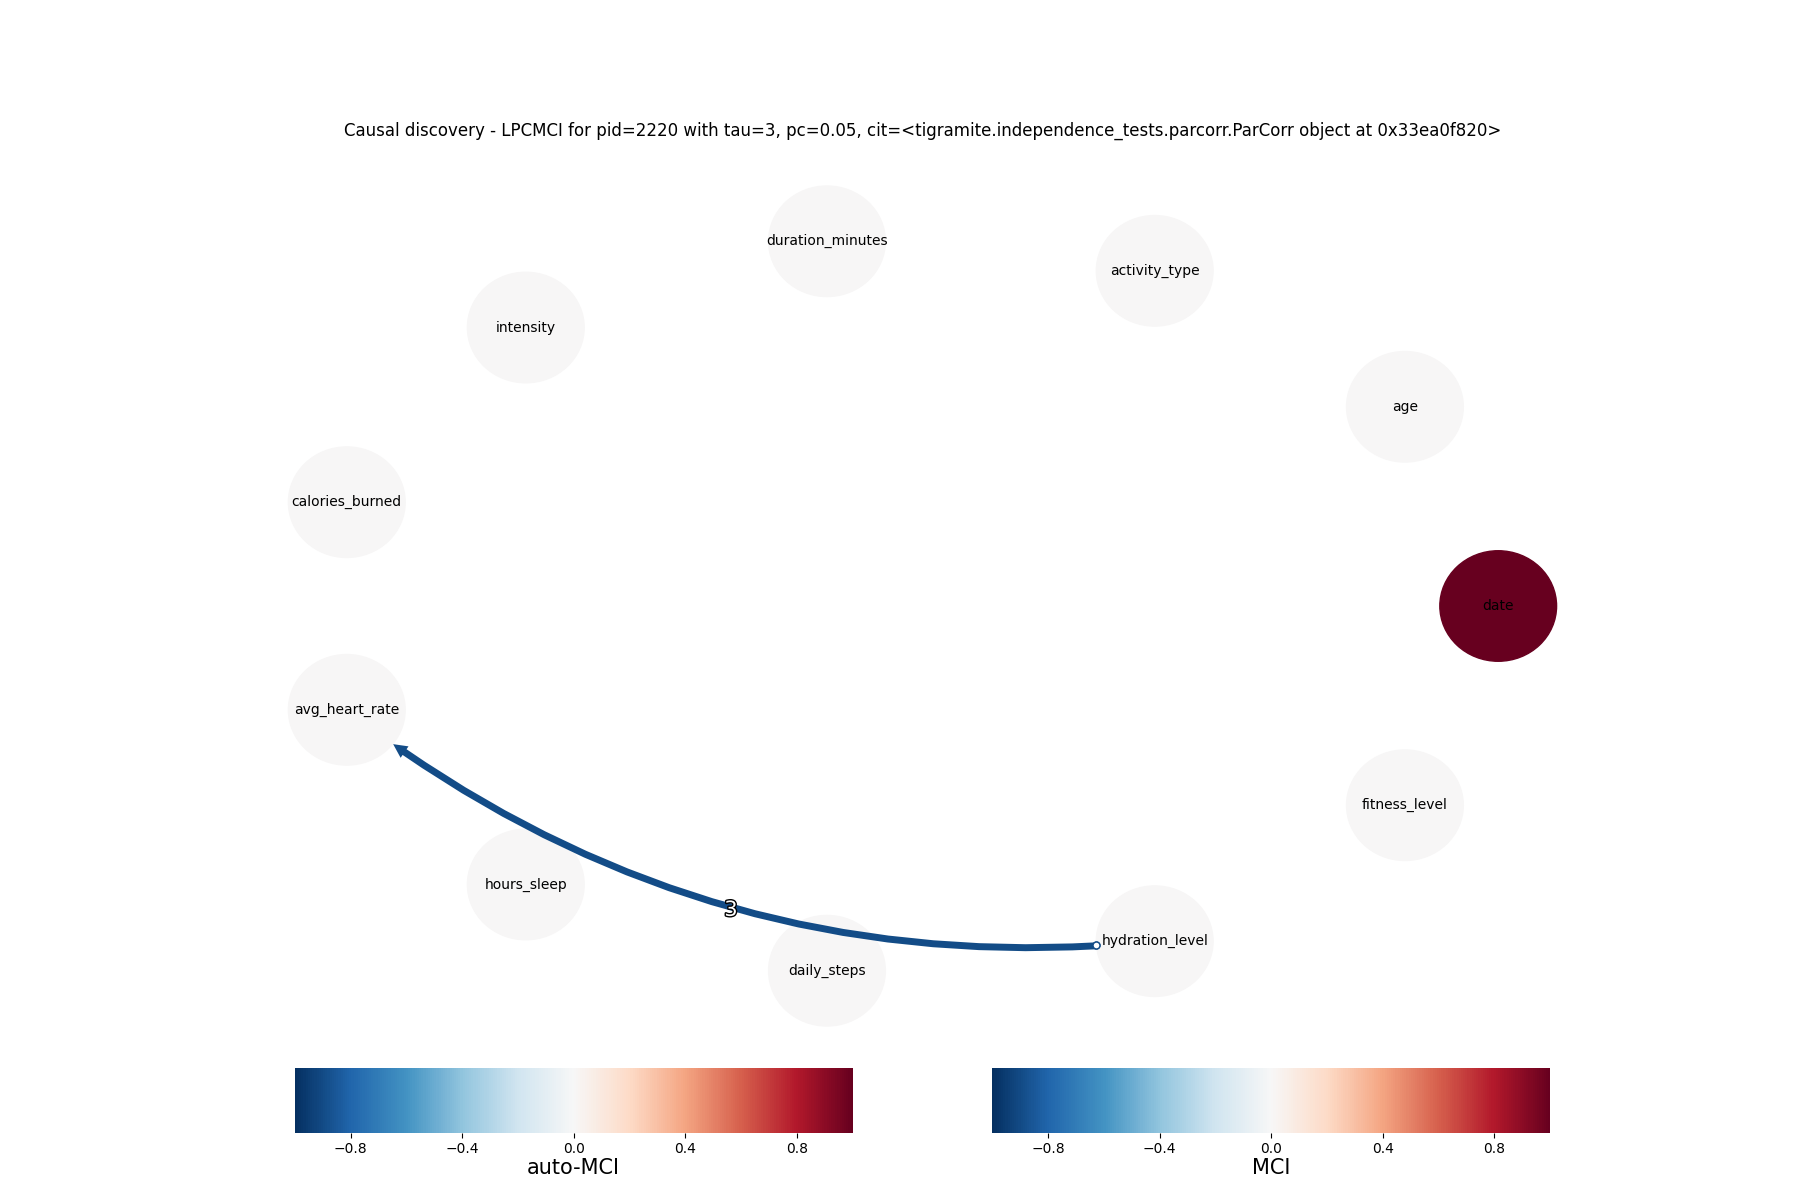 Causal discovery - LPCMCI for pid=2220 with tau=3, pc=0.05, cit=<tigramite.independence_tests.parcorr.ParCorr object at 0x33ea0f820>
duration_minutes
activity_type
intensity
age
calories_burned
date
avg_heart_rate
fitness_level
hours_sleep
3
hydration_level
daily_steps
−0.8 −0.4 0.0 0.4 0.8
auto-MCI
−0.8 −0.4 0.0 0.4 0.8
MCI